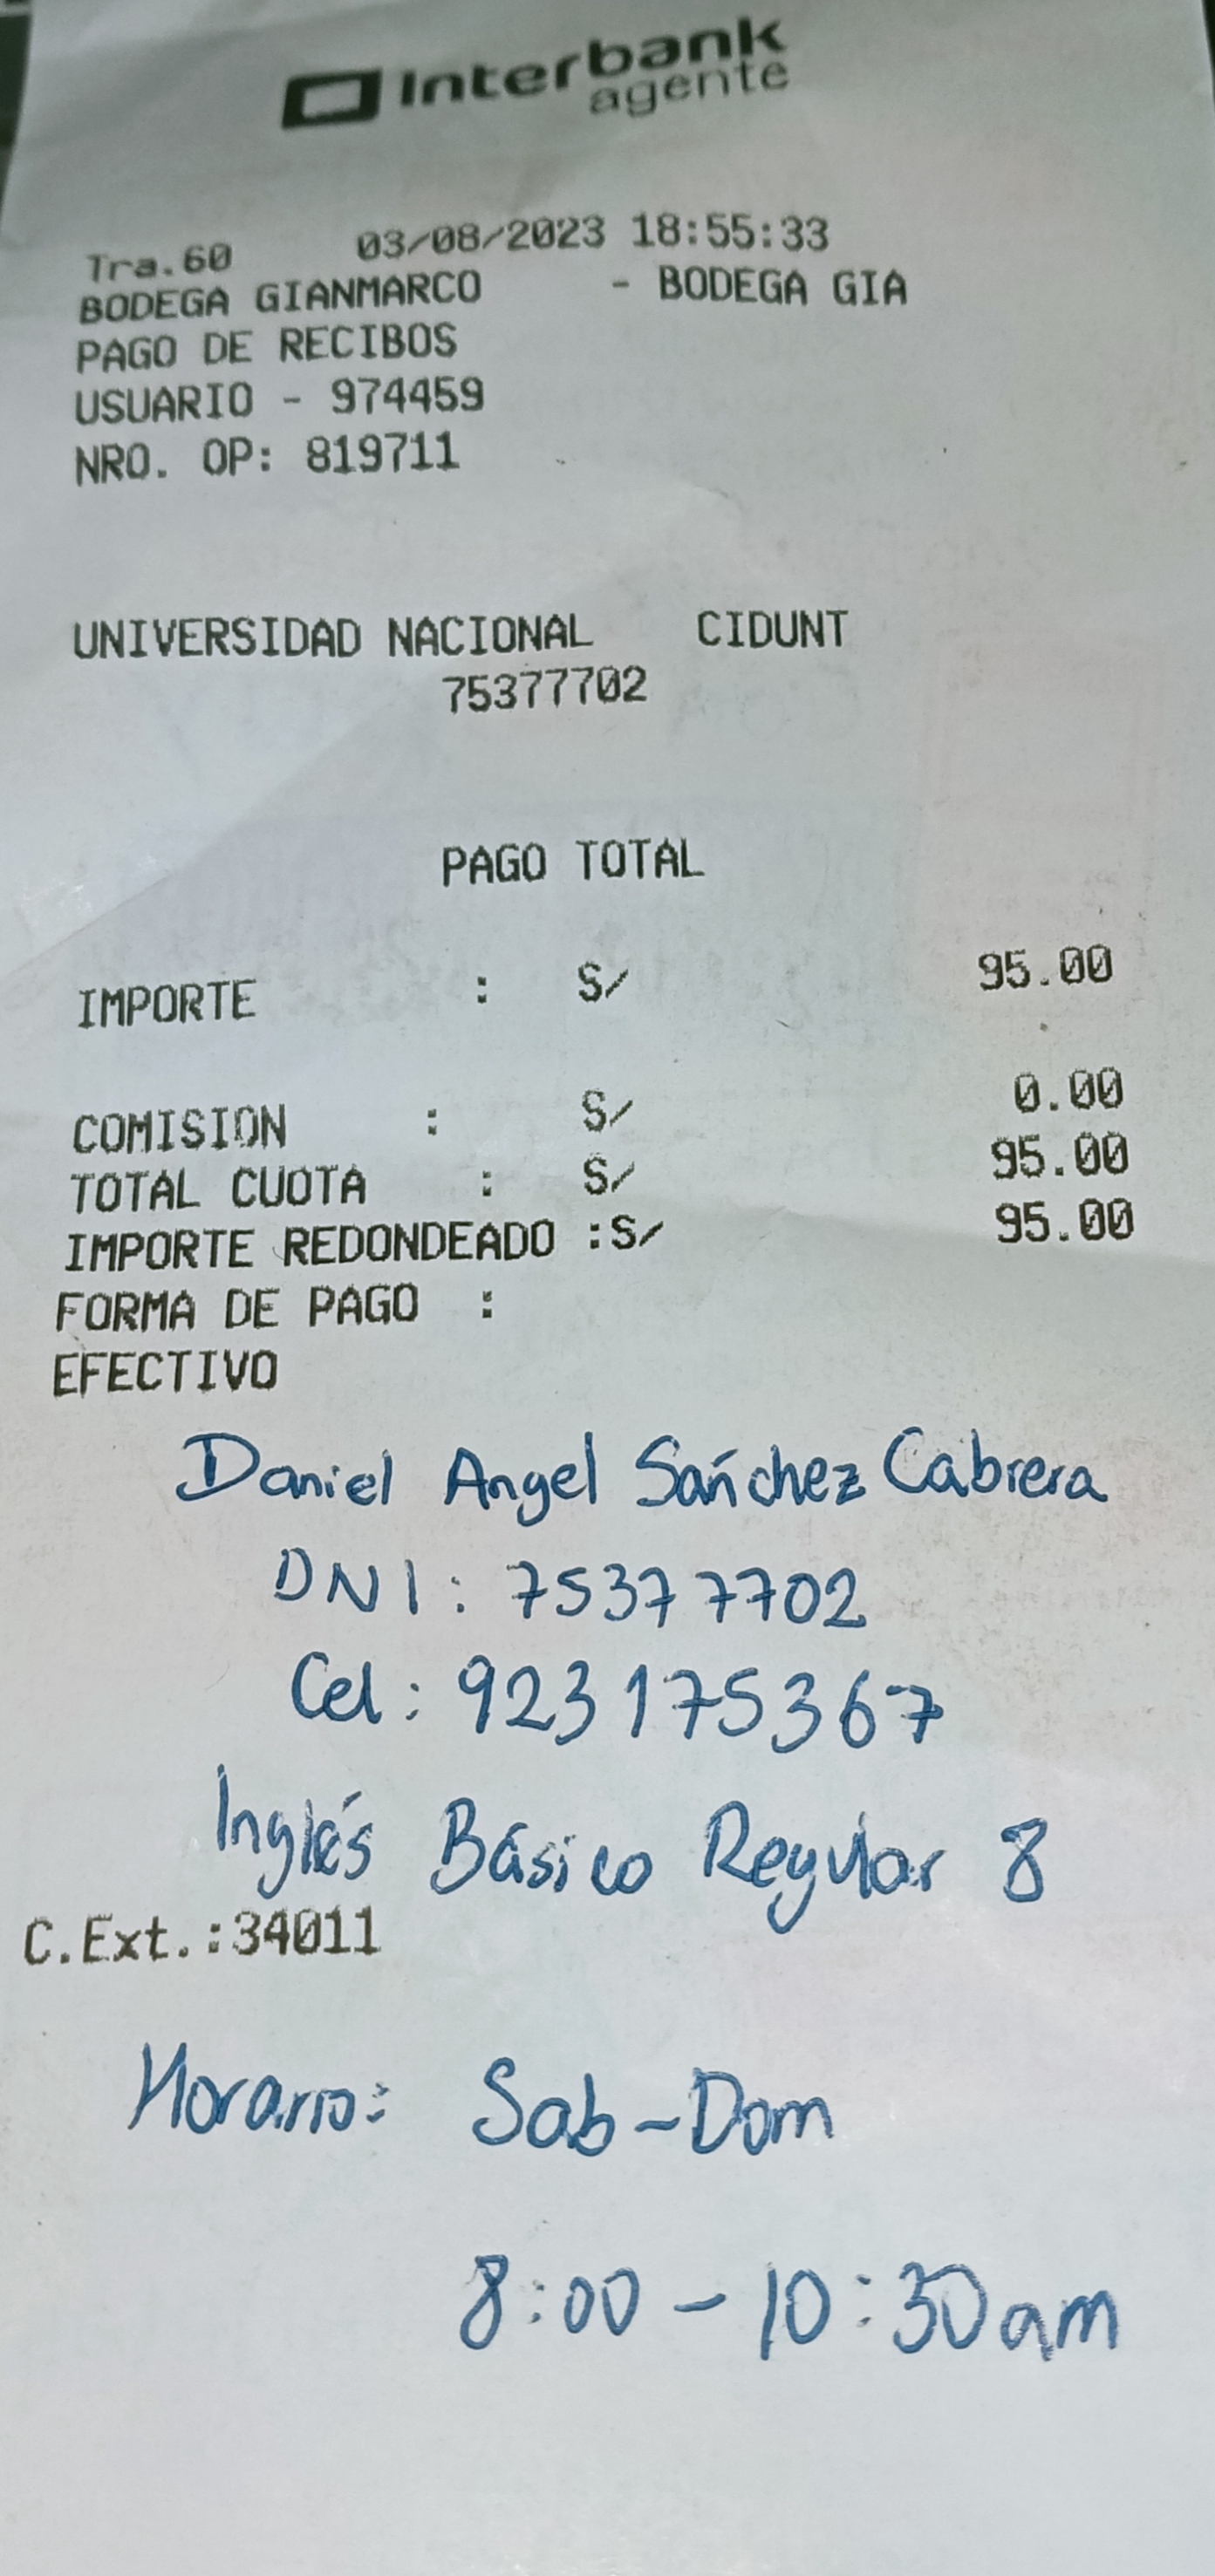 Interbank
agente
Tra.60 03/08/2023 18:55:33
BODEGA GIANMARCO - BODEGA GIA
PAGO DE RECIBOS
USUARIO - 974459
NRO. OP: 819711
UNIVERSIDAD NACIONAL CIDUNT
75377702
PAGO TOTAL
IMPORTE : S/ 95.00
COMISION : S/ 0.00
TOTAL CUOTA : S/ 95.00
IMPORTE REDONDEADO :S/ 95.00
FORMA DE PAGO :
EFECTIVO
Daniel Angel Sánchez Cabrera
DNI: 75377702
Cel: 923175367
Inglés Básico Regular 8
C.Ext.:34011
Horario: Sab-Dom
8:00 - 10:30am